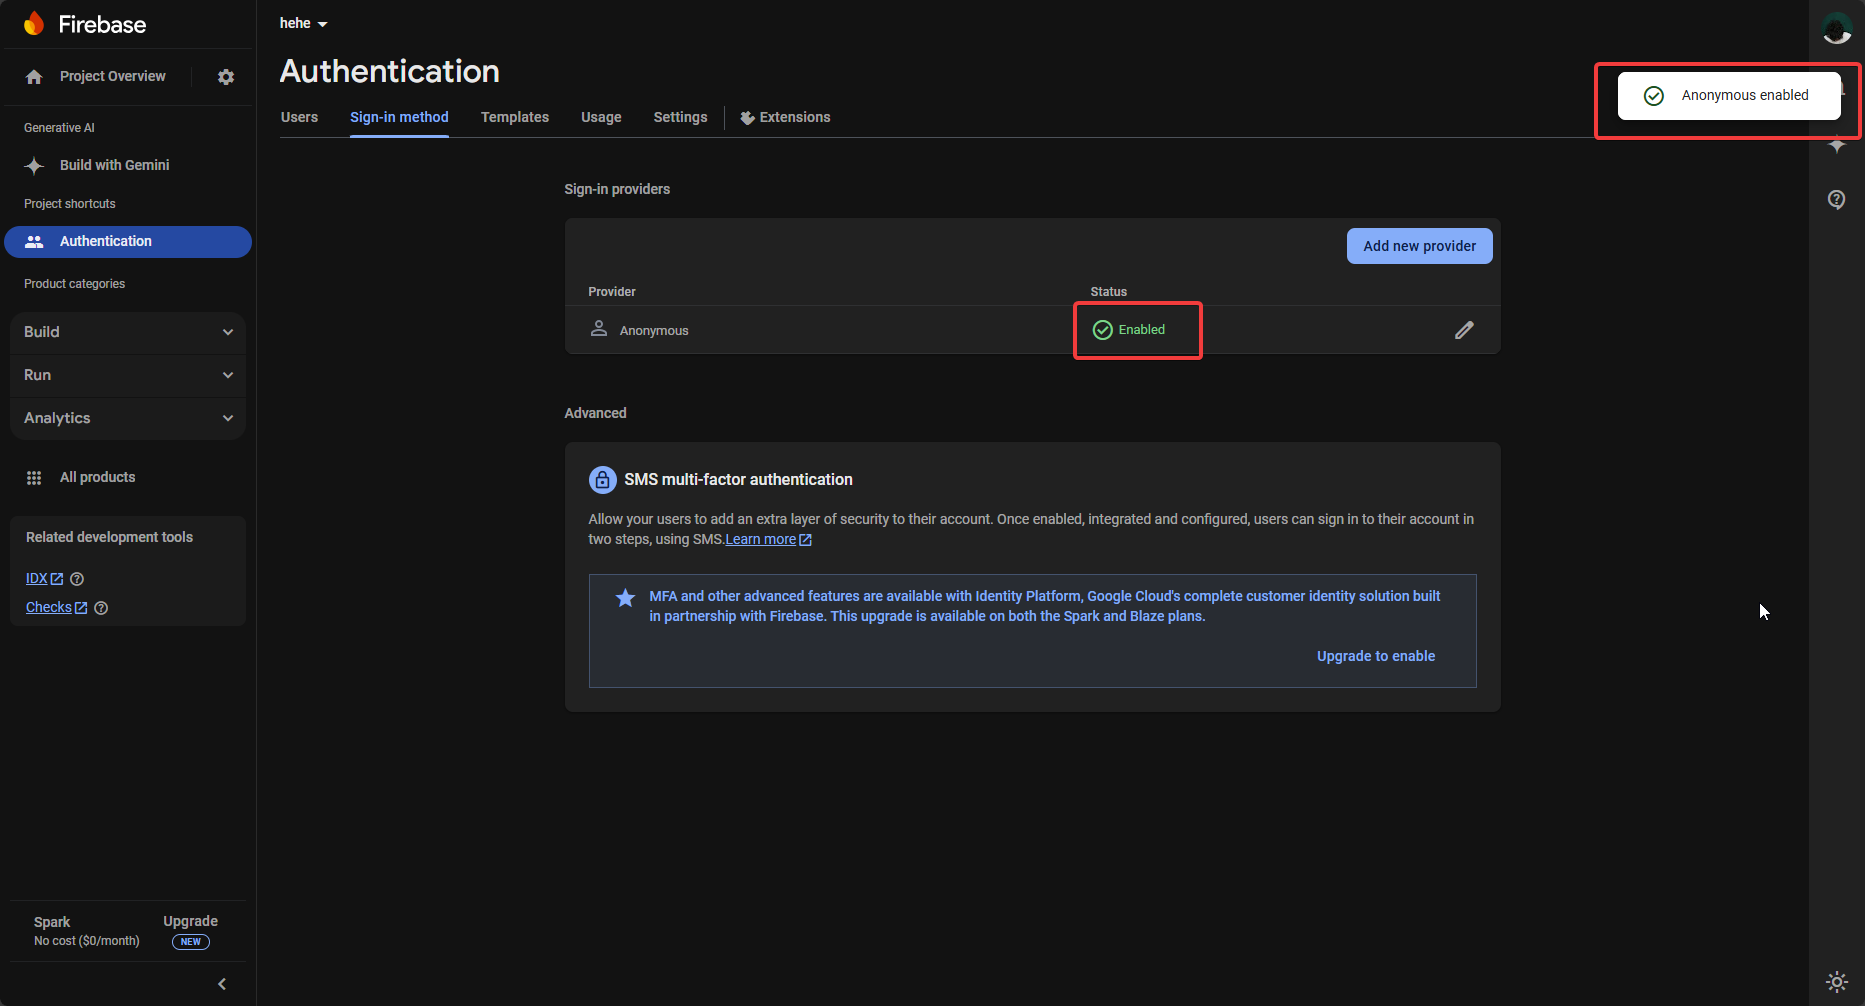 Firebase
Project Overview
Generative AI
Build with Gemini
Project shortcuts
Authentication
Product categories
Build
Run
Analytics
All products
Related development tools
IDX
Checks
Spark
No cost ($0/month)
Upgrade
NEW
hehe
Authentication
Users
Sign-in method
Templates
Usage
Settings
Extensions
Anonymous enabled
Sign-in providers
Add new provider
Provider
Status
Anonymous
Enabled
Advanced
SMS multi-factor authentication
Allow your users to add an extra layer of security to their account. Once enabled, integrated and configured, users can sign in to their account in
two steps, using SMS.Learn more
MFA and other advanced features are available with Identity Platform, Google Cloud's complete customer identity solution built
in partnership with Firebase. This upgrade is available on both the Spark and Blaze plans.
Upgrade to enable